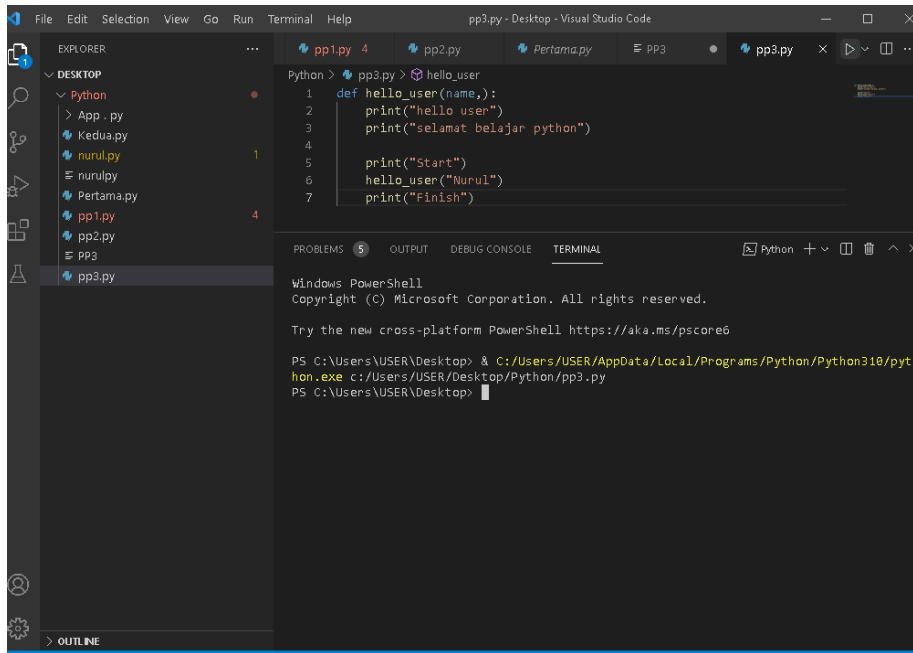 File Edit Selection View Go Run Terminal Help pp3.py - Desktop - Visual Studio Code
EXPLORER ...
pp1.py 4 pp2.py Pertama.py PP3 pp3.py
DESKTOP
Python
App . py
Kedua.py
nurul.py 1
nurulpy
Pertama.py
pp1.py 4
pp2.py
PP3
pp3.py
OUTLINE
1
Python > pp3.py > hello_user
1 def hello_user(name,):
2 print("hello user")
3 print("selamat belajar python")
4
5 print("Start")
6 hello_user("Nurul")
7 print("Finish")
PROBLEMS 5 OUTPUT DEBUG CONSOLE TERMINAL Python
Windows PowerShell
Copyright (C) Microsoft Corporation. All rights reserved.
Try the new cross-platform PowerShell https://aka.ms/pscore6
PS C:\Users\USER\Desktop> & C:/Users/USER/AppData/Local/Programs/Python/Python310/pyt
hon.exe c:/Users/USER/Desktop/Python/pp3.py
PS C:\Users\USER\Desktop>